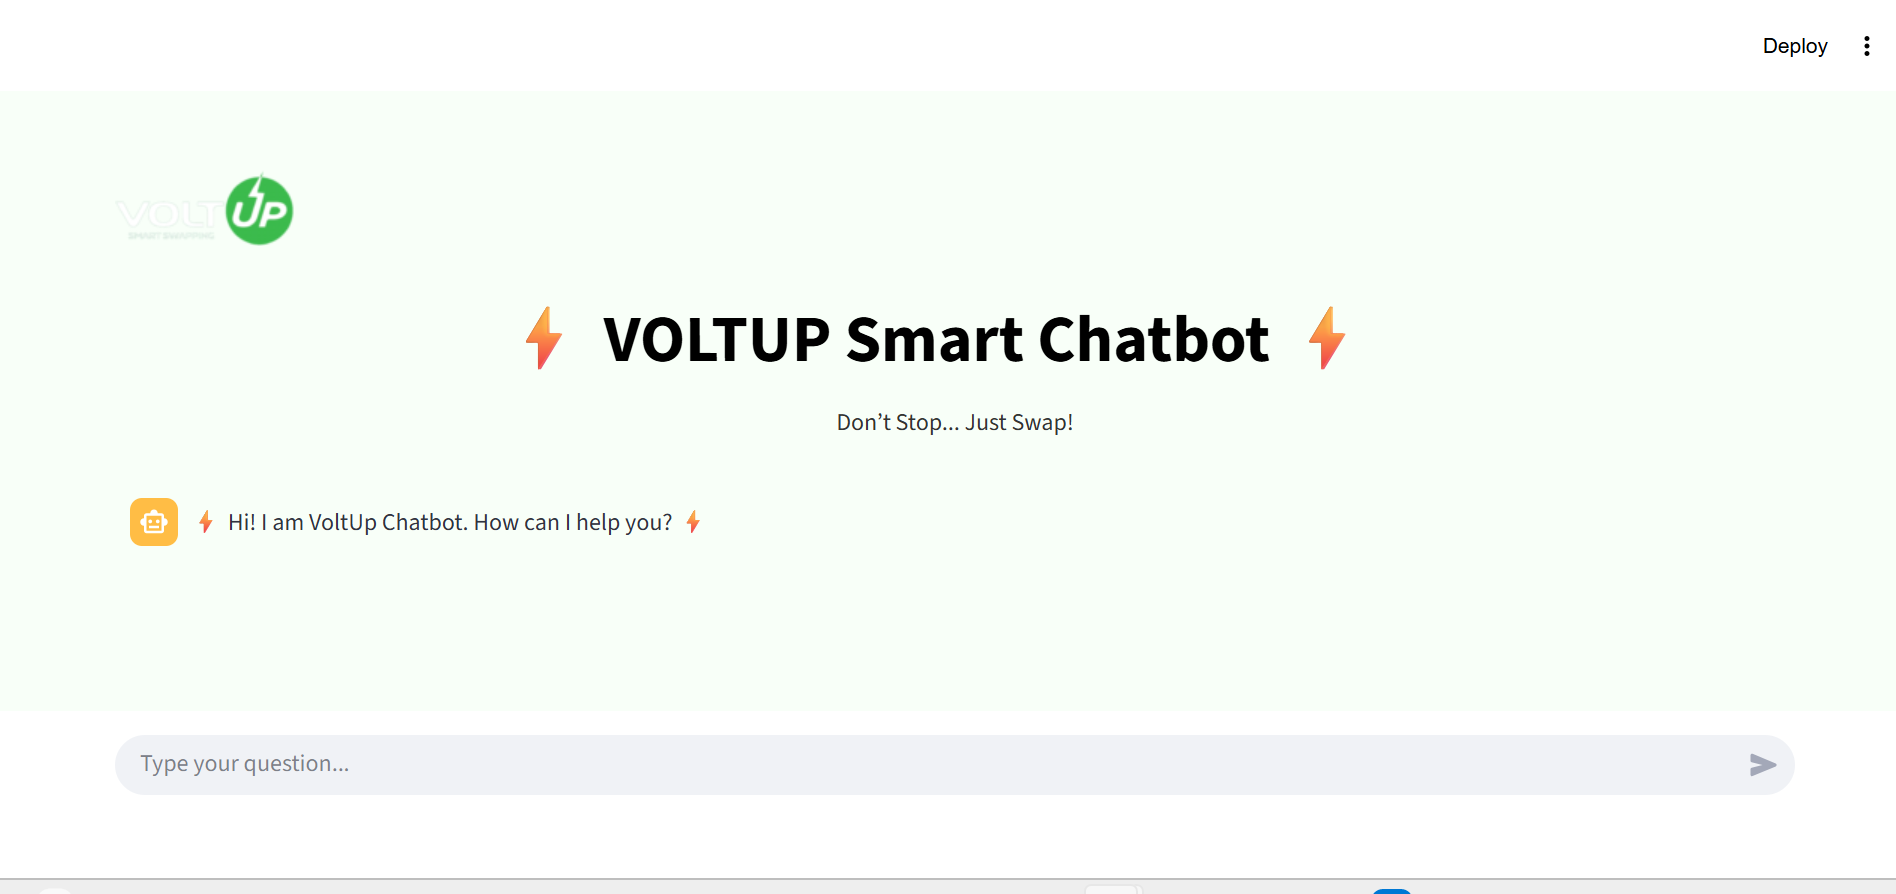 Deploy
VOLT UP
SMART SWAPPING
⚡ VOLTUP Smart Chatbot ⚡
Don’t Stop... Just Swap!
⚡ Hi! I am VoltUp Chatbot. How can I help you? ⚡
Type your question...